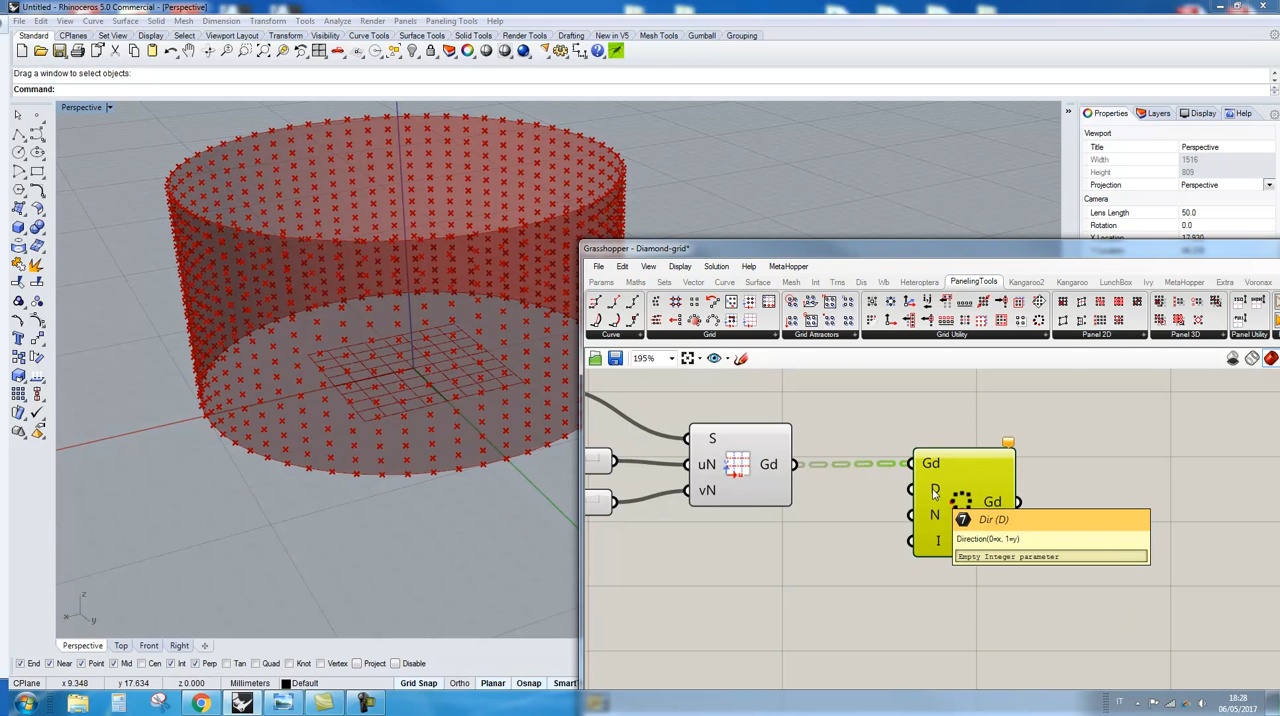 Untitled - Rhinoceros 5.0 Commercial - [Perspective]
File Edit View Curve Surface Solid Mesh Dimension Transform Tools Analyze Render Panels Paneling Tools Help
Standard CPlanes Set View Display Select Viewport Layout Transform Visibility Curve Tools Surface Tools Solid Tools Render Tools Drafting New in V5 Mesh Tools Gumball Grouping
Drag a window to select objects:
Command:
Perspective
Properties Layers Display Help
Viewport
Title Perspective
Width 1516
Height 809
Projection Perspective
Camera
Lens Length 50.0
Rotation 0.0
X Location 17.920
Grasshopper - Diamond-grid*
File Edit View Display Solution Help MetaHopper
Params Maths Sets Vector Curve Surface Mesh Int Trns Dis Wb Heteropters PanelingTools Kangaroo2 Kangaroo LunchBox Ivy MetaHopper Extra Voronax
Curve Grid Grid Attractors Grid Utility Panel 2D Panel 3D Panel Utility
195%
S
uN Gd
vN
Gd
D
N Gd
I
Dir (D)
Direction(0=x, 1=y)
Empty Integer parameter
z
x y
Perspective Top Front Right
End Near Point Mid Cen Int Perp Tan Quad Knot Vertex Project Disable
CPlane x 9.348 y 17.634 z 0.000 Millimeters Default Grid Snap Ortho Planar Osnap Smart
IT 18:28
06/05/2017